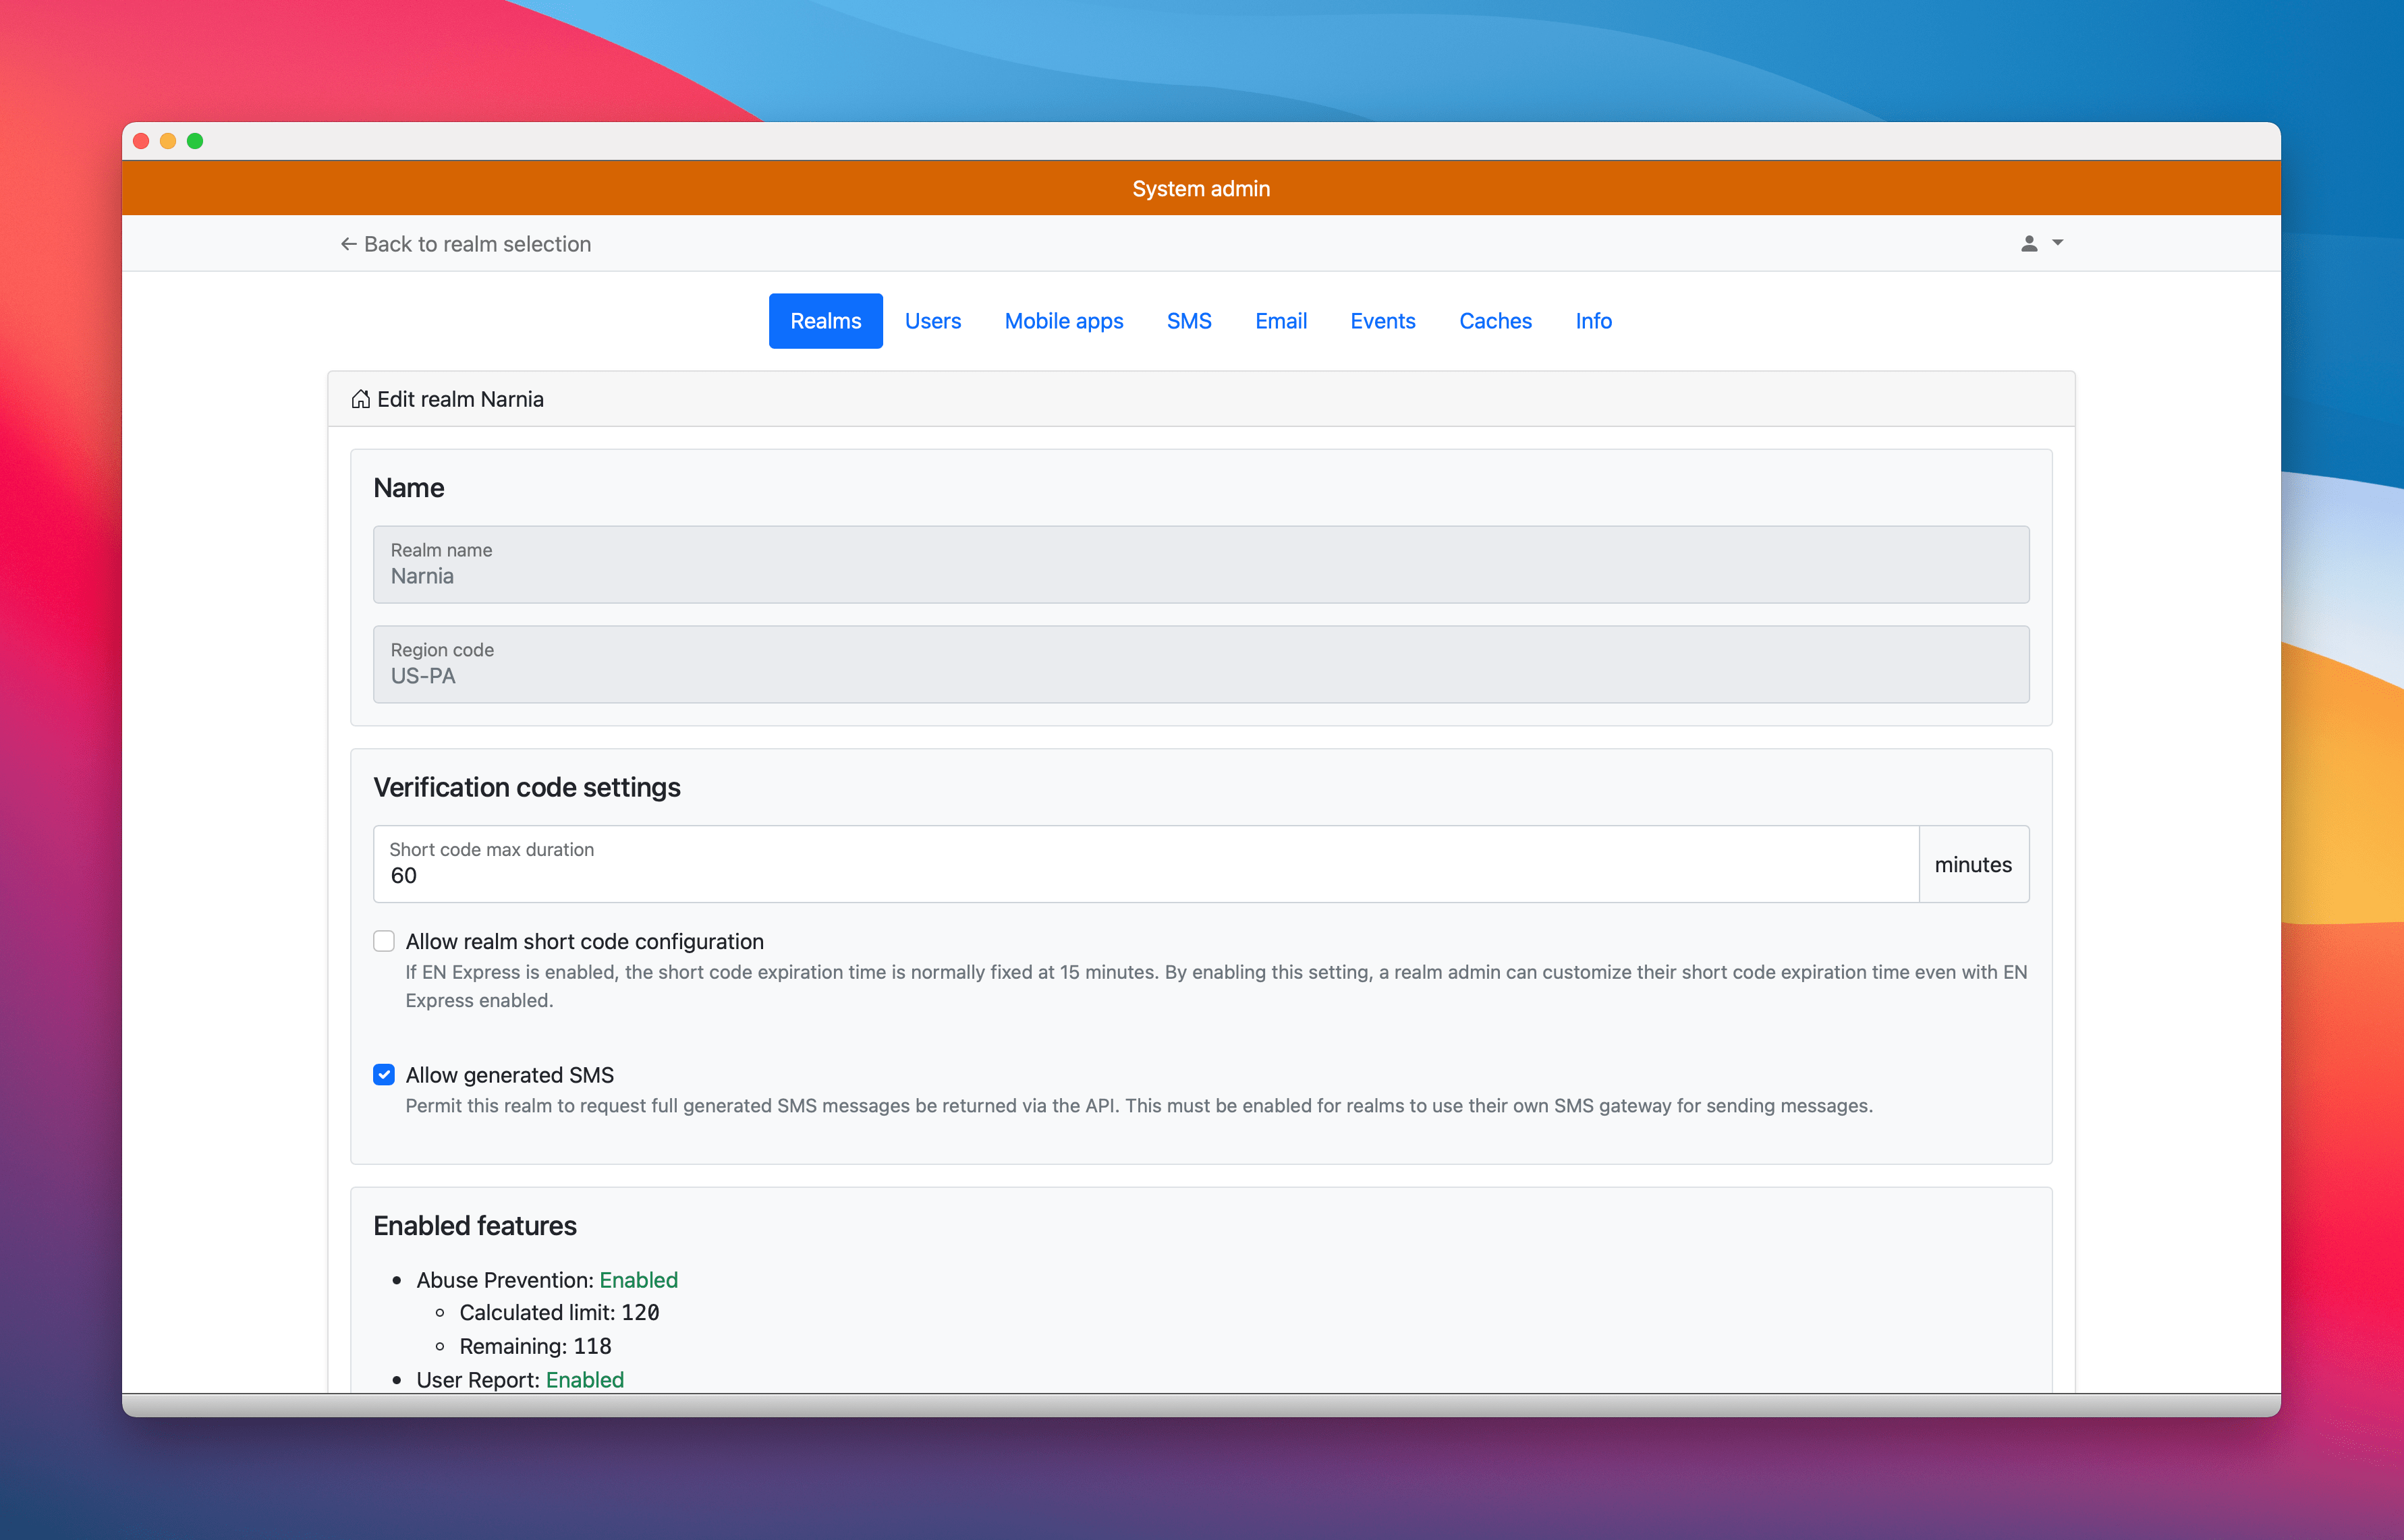 System admin
← Back to realm selection
Realms Users Mobile apps SMS Email Events Caches Info
Edit realm Narnia
Name
Realm name
Narnia
Region code
US-PA
Verification code settings
Short code max duration
60
minutes
Allow realm short code configuration
If EN Express is enabled, the short code expiration time is normally fixed at 15 minutes. By enabling this setting, a realm admin can customize their short code expiration time even with EN
Express enabled.
Allow generated SMS
Permit this realm to request full generated SMS messages be returned via the API. This must be enabled for realms to use their own SMS gateway for sending messages.
Enabled features
• Abuse Prevention: Enabled
◦ Calculated limit: 120
◦ Remaining: 118
• User Report: Enabled